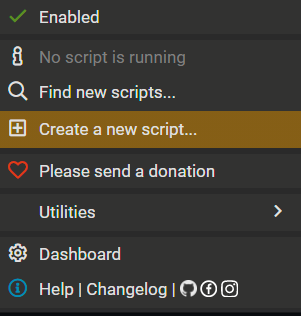 Enabled
No script is running
Find new scripts...
Create a new script...
Please send a donation
Utilities
Dashboard
Help | Changelog |